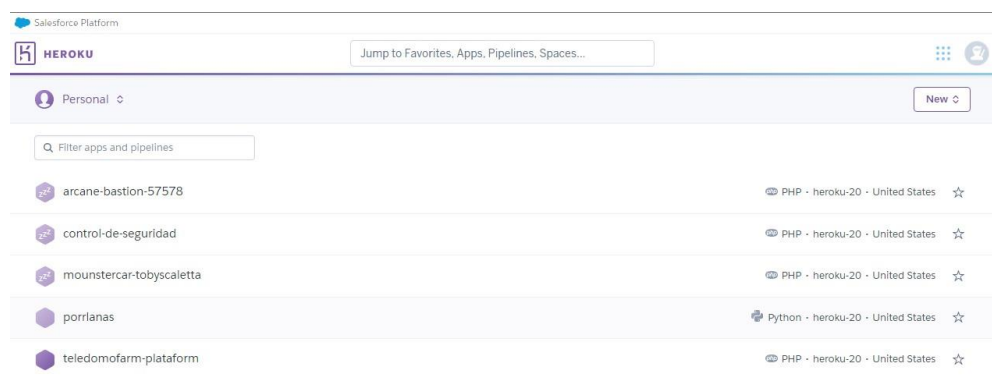 Salesforce Platform
HEROKU
Jump to Favorites, Apps, Pipelines, Spaces...
Personal
New
Filter apps and pipelines
arcane-bastion-57578 PHP · heroku-20 · United States
control-de-seguridad PHP · heroku-20 · United States
mounstercar-tobyscaletta PHP · heroku-20 · United States
porrlanas Python · heroku-20 · United States
teledomofarm-plataform PHP · heroku-20 · United States